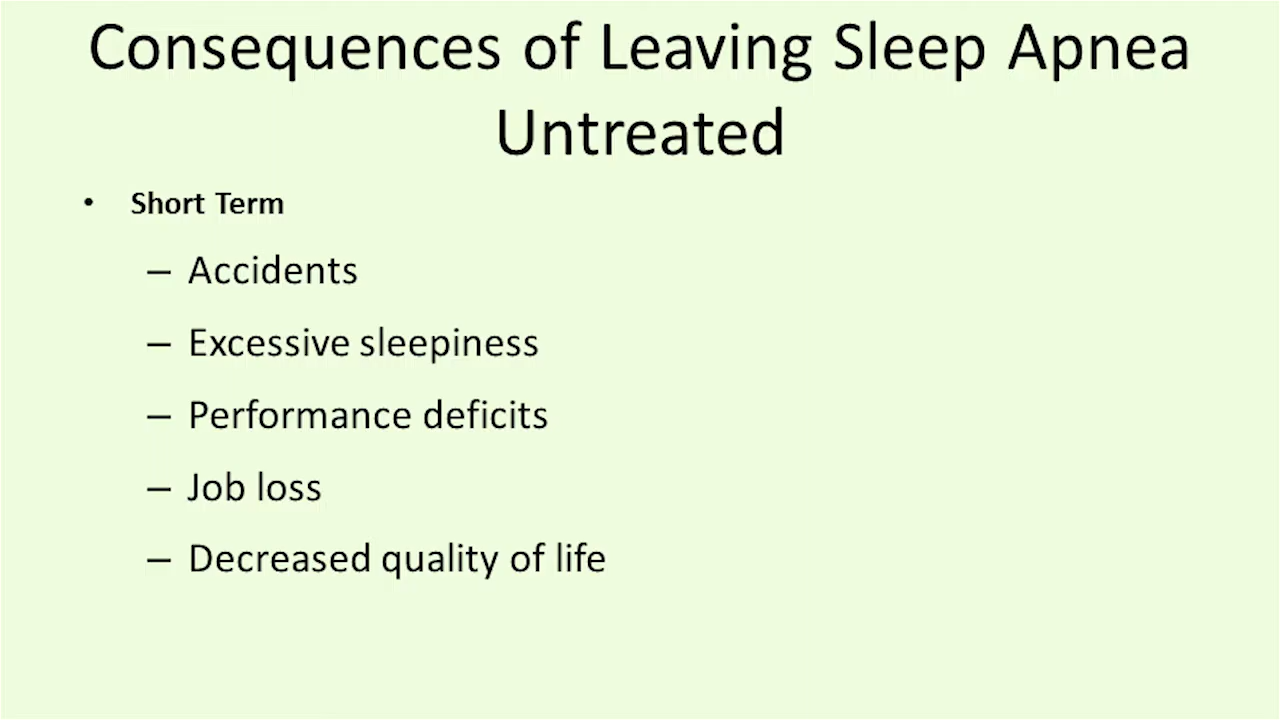 Consequences of Leaving Sleep Apnea
Untreated
• Short Term
– Accidents
– Excessive sleepiness
– Performance deficits
– Job loss
– Decreased quality of life